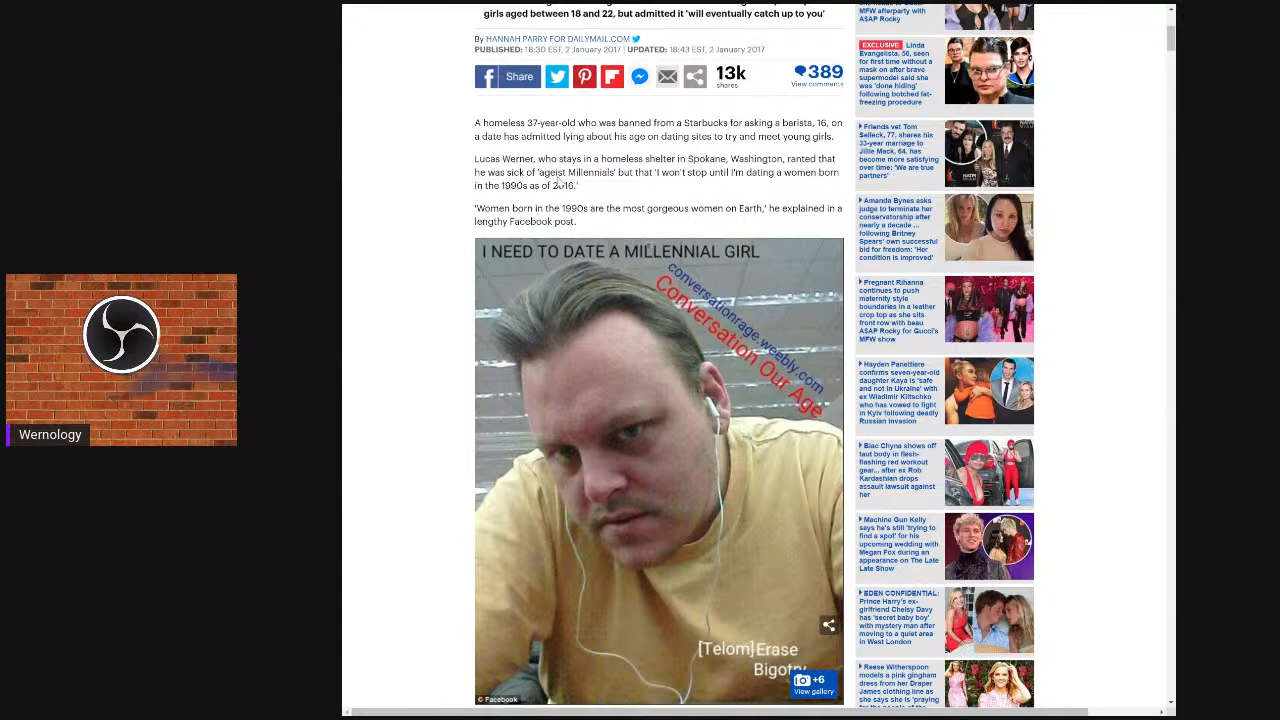 girls aged between 18 and 22, but admitted it 'will eventually catch up to you'
By HANNAH PARRY FOR DAILYMAIL.COM
PUBLISHED: 18:30 EST, 2 January 2017 | UPDATED: 18:43 EST, 2 January 2017
Share
13k
shares
389
View comments
A homeless 37-year-old who was banned from a Starbucks for asking a barista, 16, on
a date has admitted lying about his age on dating sites to try and meet young girls.
Lucas Werner, who stays in a homeless shelter in Spokane, Washington, ranted that
he was sick of 'ageist Millennials' but that 'I won't stop until I'm dating a women born
in the 1990s as of 2016.'
'Women born in the 1990s are the most gorgeous women on Earth,' he explained in a
lengthy Facebook post.
I NEED TO DATE A MILLENNIAL GIRL
conversationrage.weebly.com
Conversation Our Age
[Telom]Erase
Bigotry
+6
View gallery
© Facebook
Wernology
MFW afterparty with
A$AP Rocky
EXCLUSIVE Linda
Evangelista, 56, seen
for first time without a
mask on after brave
supermodel said she
was 'done hiding'
following botched fat-
freezing procedure
Friends vet Tom
Selleck, 77, shares his
33-year marriage to
Jillie Mack, 64, has
become more satisfying
over time: 'We are true
partners'
Amanda Bynes asks
judge to terminate her
conservatorship after
nearly a decade ...
following Britney
Spears' own successful
bid for freedom: 'Her
condition is improved'
Pregnant Rihanna
continues to push
maternity style
boundaries in a leather
crop top as she sits
front row with beau
A$AP Rocky for Gucci's
MFW show
Hayden Panettiere
confirms seven-year-old
daughter Kaya is 'safe
and not in Ukraine' with
ex Wladimir Klitschko
who has vowed to fight
in Kyiv following deadly
Russian invasion
Blac Chyna shows off
taut body in flesh-
flashing red workout
gear... after ex Rob
Kardashian drops
assault lawsuit against
her
Machine Gun Kelly
says he's still 'trying to
find a spot' for his
upcoming wedding with
Megan Fox during an
appearance on The Late
Late Show
EDEN CONFIDENTIAL:
Prince Harry's ex-
girlfriend Chelsy Davy
has 'secret baby boy'
with mystery man after
moving to a quiet area
in West London
Reese Witherspoon
models a pink gingham
dress from her Draper
James clothing line as
she says she is 'praying